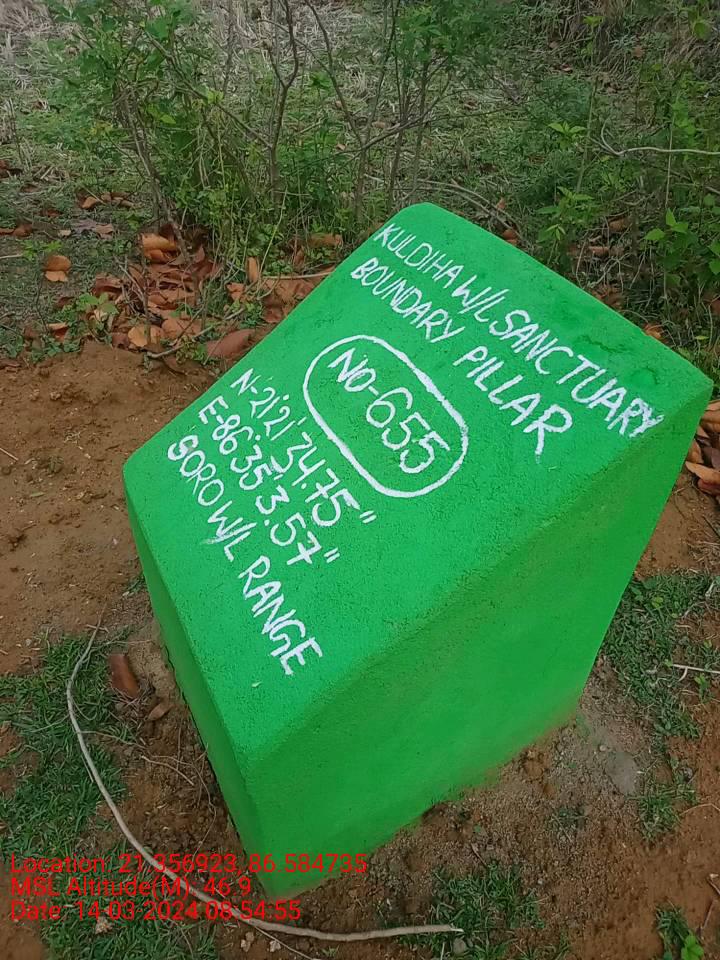 KULDIHA W/L SANCTUARY
BOUNDARY PILLAR
NO-655
N-21°21'34.75"
E-86°35'3.57"
SORO W/L RANGE
Location: 21.356923, 86.584735
MSL Altitude(M): 46.9
Date: 14-03-2024 08:54:55